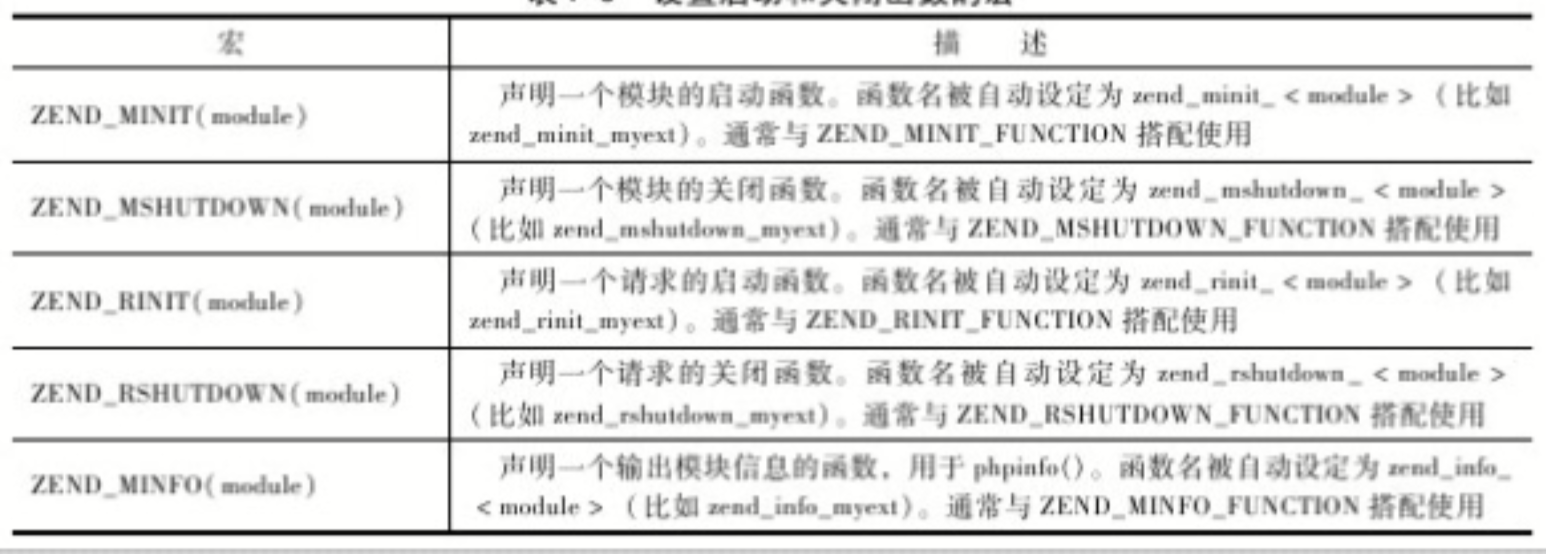 宏
描 述
ZEND_MINIT(module)
声明一个模块的启动函数。函数名被自动设定为 zend_minit_<module>（比如
zend_minit_myext)。通常与 ZEND_MINIT_FUNCTION 搭配使用
ZEND_MSHUTDOWN(module)
声明一个模块的关闭函数。函数名被自动设定为 zend_mshutdown_<module>
（比如 zend_mshutdown_myext)。通常与 ZEND_MSHUTDOWN_FUNCTION 搭配使用
ZEND_RINIT(module)
声明一个请求的启动函数。函数名被自动设定为 zend_rinit_<module>（比如
zend_rinit_myext)。通常与 ZEND_RINIT_FUNCTION 搭配使用
ZEND_RSHUTDOWN(module)
声明一个请求的关闭函数。函数名被自动设定为 zend_rshutdown_<module>
（比如 zend_rshutdown_myext)。通常与 ZEND_RSHUTDOWN_FUNCTION 搭配使用
ZEND_MINFO(module)
声明一个输出模块信息的函数，用于 phpinfo()。函数名被自动设定为 zend_info_
<module>（比如 zend_info_myext)。通常与 ZEND_MINFO_FUNCTION 搭配使用